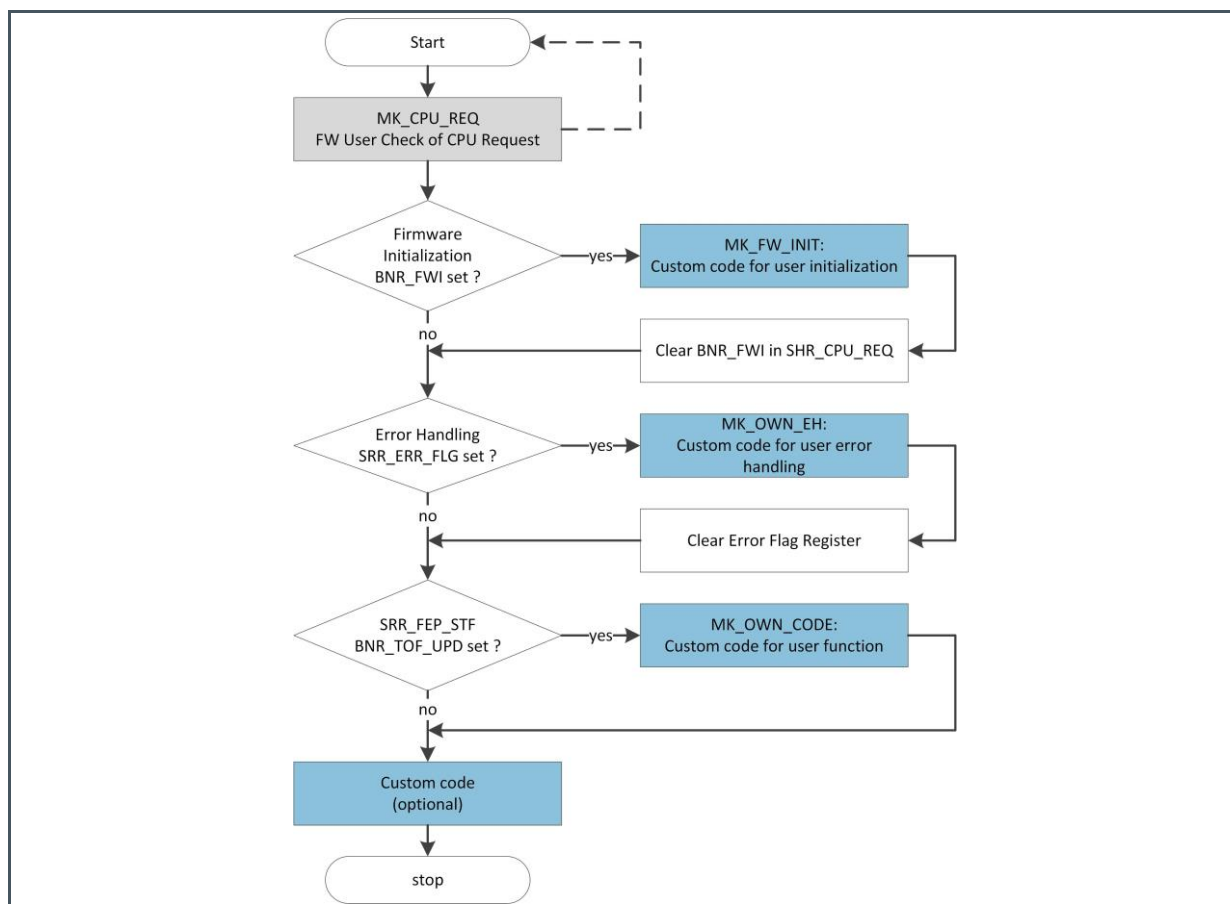 Start
MK_CPU_REQ
FW User Check of CPU Request
Firmware
Initialization
BNR_FWI set ?
yes
MK_FW_INIT:
Custom code for user initialization
no
Clear BNR_FWI in SHR_CPU_REQ
Error Handling
SRR_ERR_FLG set ?
yes
MK_OWN_EH:
Custom code for user error
handling
no
Clear Error Flag Register
SRR_FEP_STF
BNR_TOF_UPD set ?
yes
MK_OWN_CODE:
Custom code for user function
no
Custom code
(optional)
stop